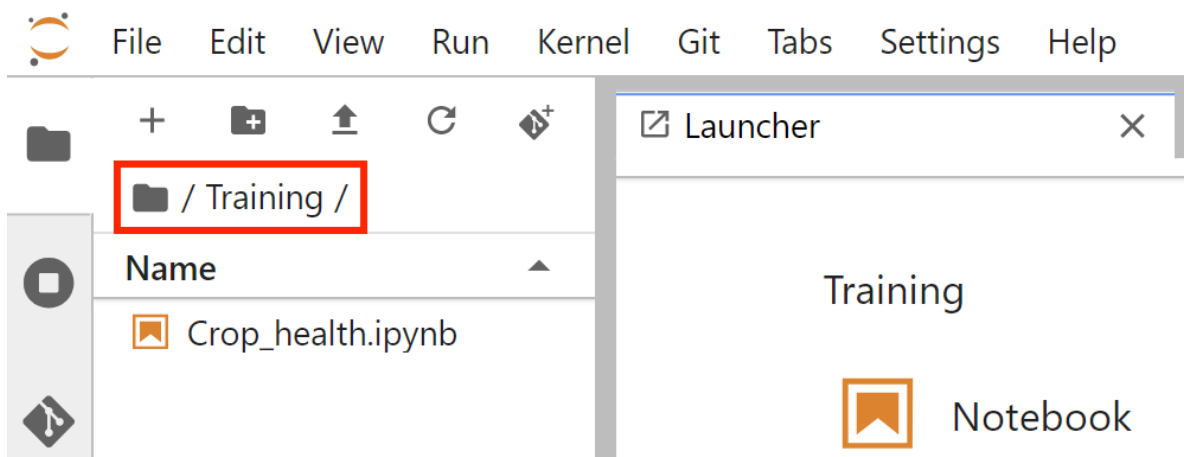 File Edit View Run Kernel Git Tabs Settings Help
Launcher
/ Training /
Name
Training
Crop_health.ipynb
Notebook